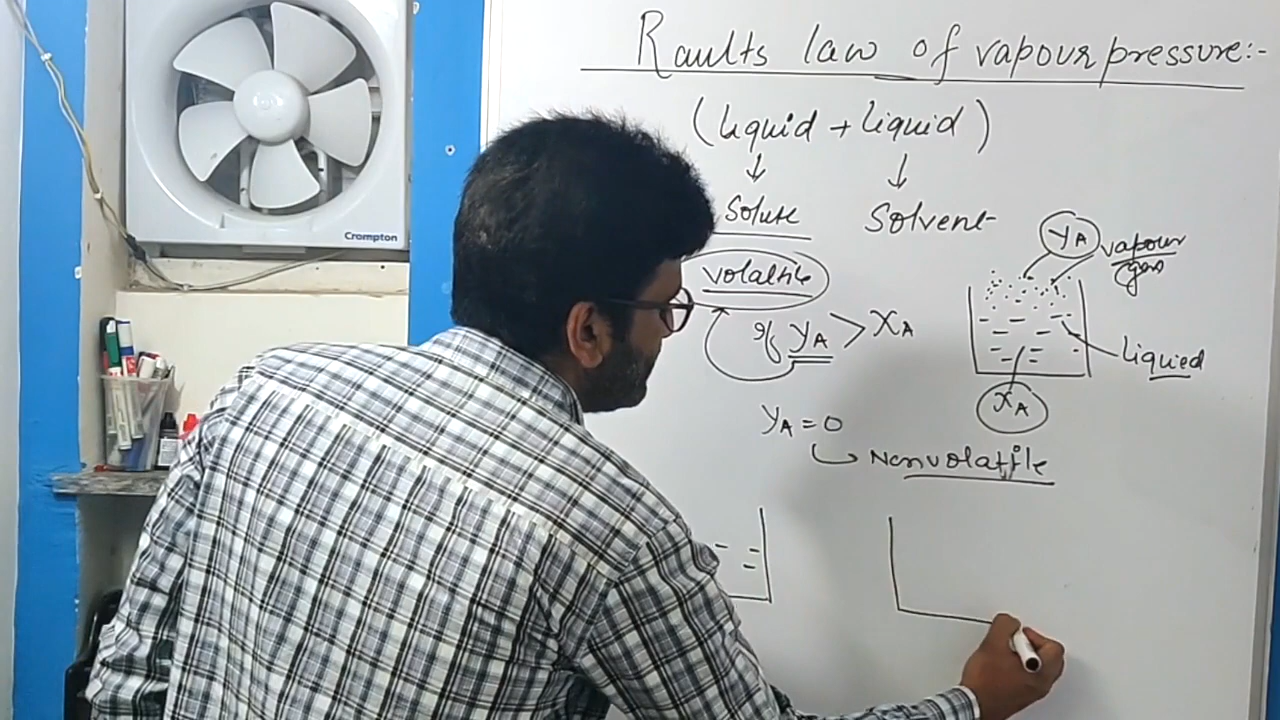 Raults law of vapour pressure:-
(liquid + liquid)
Solute
Solvent
volatile
if yA > xA
yA
vapour
gas
liquied
xA
yA = 0
Nonvolatile
Crompton